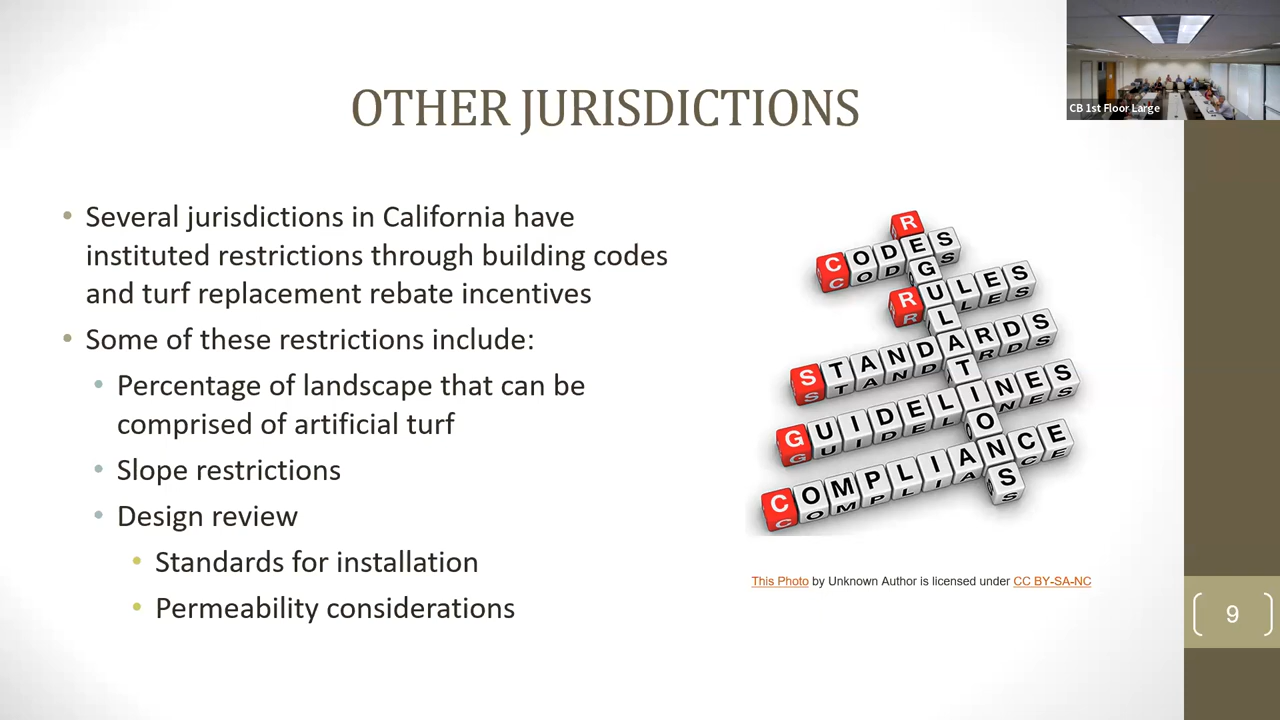 CB 1st Floor Large
OTHER JURISDICTIONS
• Several jurisdictions in California have
instituted restrictions through building codes
and turf replacement rebate incentives
• Some of these restrictions include:
• Percentage of landscape that can be
comprised of artificial turf
• Slope restrictions
• Design review
• Standards for installation
• Permeability considerations
REGULATIONS
CODES
RULES
STANDARDS
GUIDELINES
COMPLIANCE
This Photo by Unknown Author is licensed under CC BY-SA-NC
9